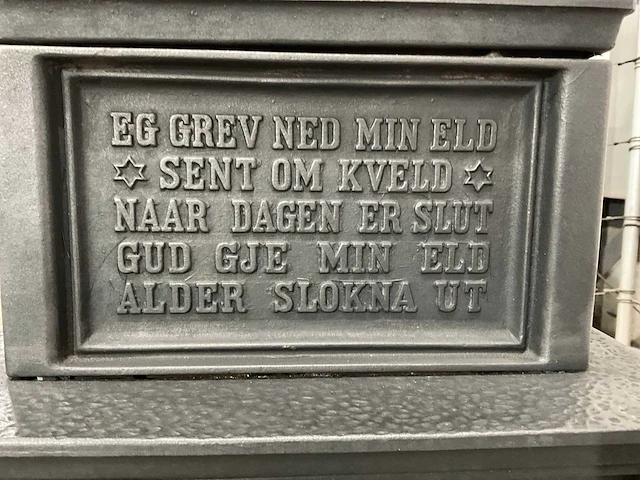 EG GREV NED MIN ELD
SENT OM KVELD
NAAR DAGEN ER SLUT
GUD GJE MIN ELD
ALDER SLOKNA UT